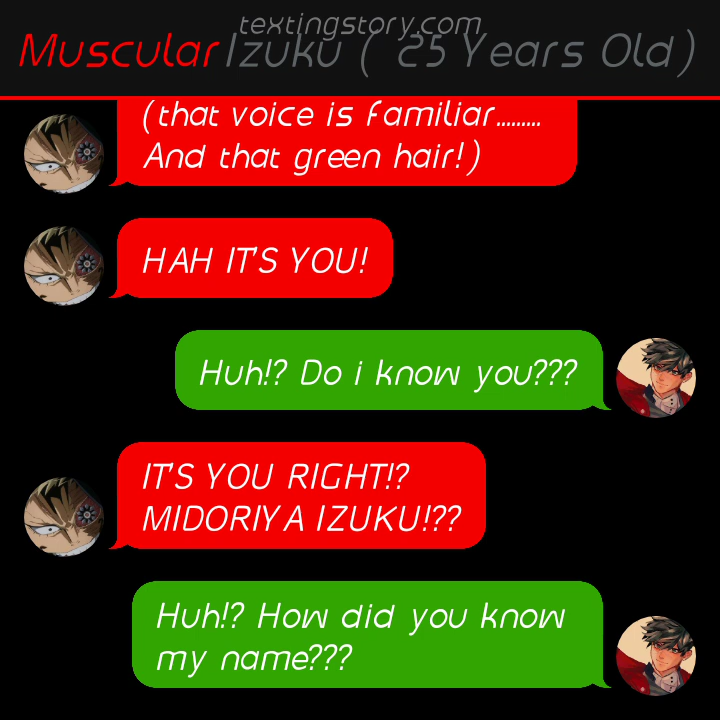 textingstory.com
Muscular Izuku ( 25 Years Old)
(that voice is familiar.........
And that green hair!)
HAH IT'S YOU!
Huh!? Do i know you???
IT'S YOU RIGHT!?
MIDORIYA IZUKU!??
Huh!? How did you know
my name???